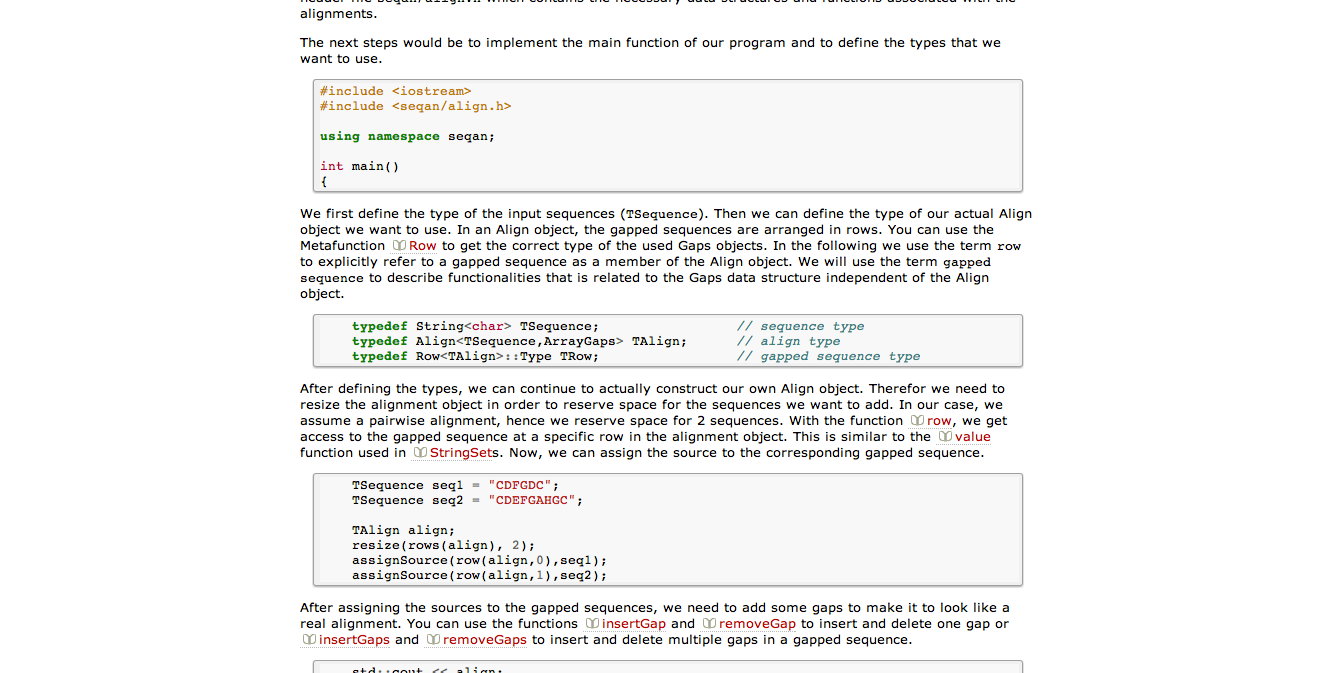 alignments.
The next steps would be to implement the main function of our program and to define the types that we
want to use.
#include <iostream>
#include <seqan/align.h>
using namespace seqan;
int main()
{
We first define the type of the input sequences (TSequence). Then we can define the type of our actual Align
object we want to use. In an Align object, the gapped sequences are arranged in rows. You can use the
Metafunction Row to get the correct type of the used Gaps objects. In the following we use the term row
to explicitly refer to a gapped sequence as a member of the Align object. We will use the term gapped
sequence to describe functionalities that is related to the Gaps data structure independent of the Align
object.
typedef String<char> TSequence; // sequence type
typedef Align<TSequence,ArrayGaps> TAlign; // align type
typedef Row<TAlign>::Type TRow; // gapped sequence type
After defining the types, we can continue to actually construct our own Align object. Therefor we need to
resize the alignment object in order to reserve space for the sequences we want to add. In our case, we
assume a pairwise alignment, hence we reserve space for 2 sequences. With the function row, we get
access to the gapped sequence at a specific row in the alignment object. This is similar to the value
function used in StringSets. Now, we can assign the source to the corresponding gapped sequence.
TSequence seq1 = "CDFGDC";
TSequence seq2 = "CDEFGAHGC";
TAlign align;
resize(rows(align), 2);
assignSource(row(align,0),seq1);
assignSource(row(align,1),seq2);
After assigning the sources to the gapped sequences, we need to add some gaps to make it to look like a
real alignment. You can use the functions insertGap and removeGap to insert and delete one gap or
insertGaps and removeGaps to insert and delete multiple gaps in a gapped sequence.
std::cout << align;